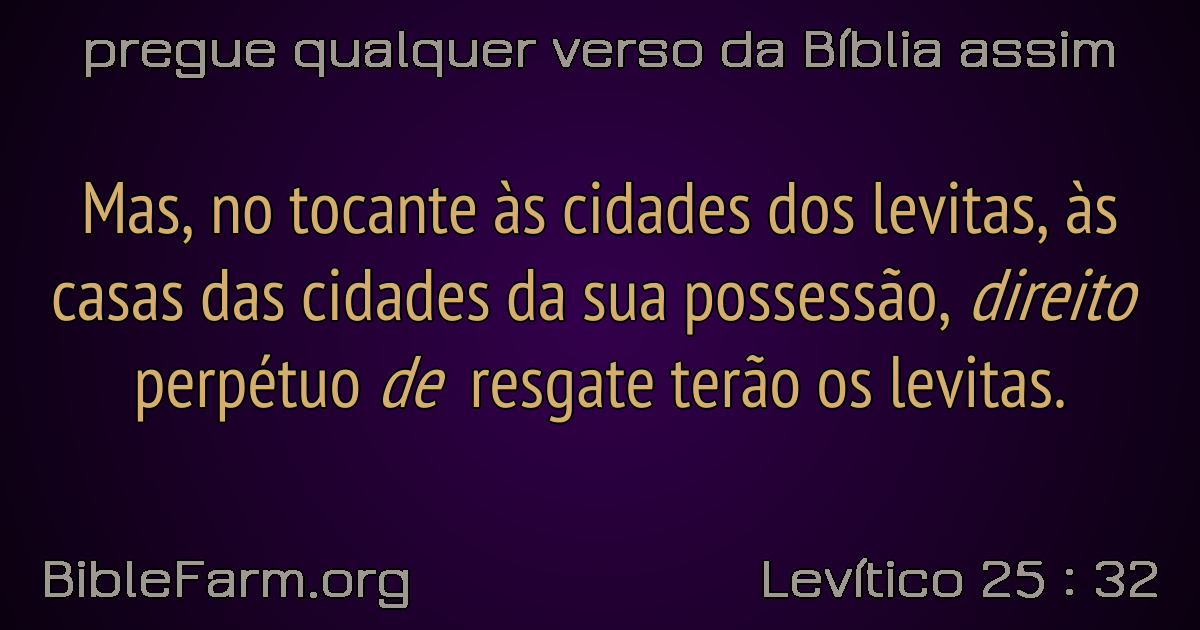 pregue qualquer verso da Bíblia assim
Mas, no tocante às cidades dos levitas, às
casas das cidades da sua possessão, direito
perpétuo de resgate terão os levitas.
BibleFarm.org
Levítico 25 : 32